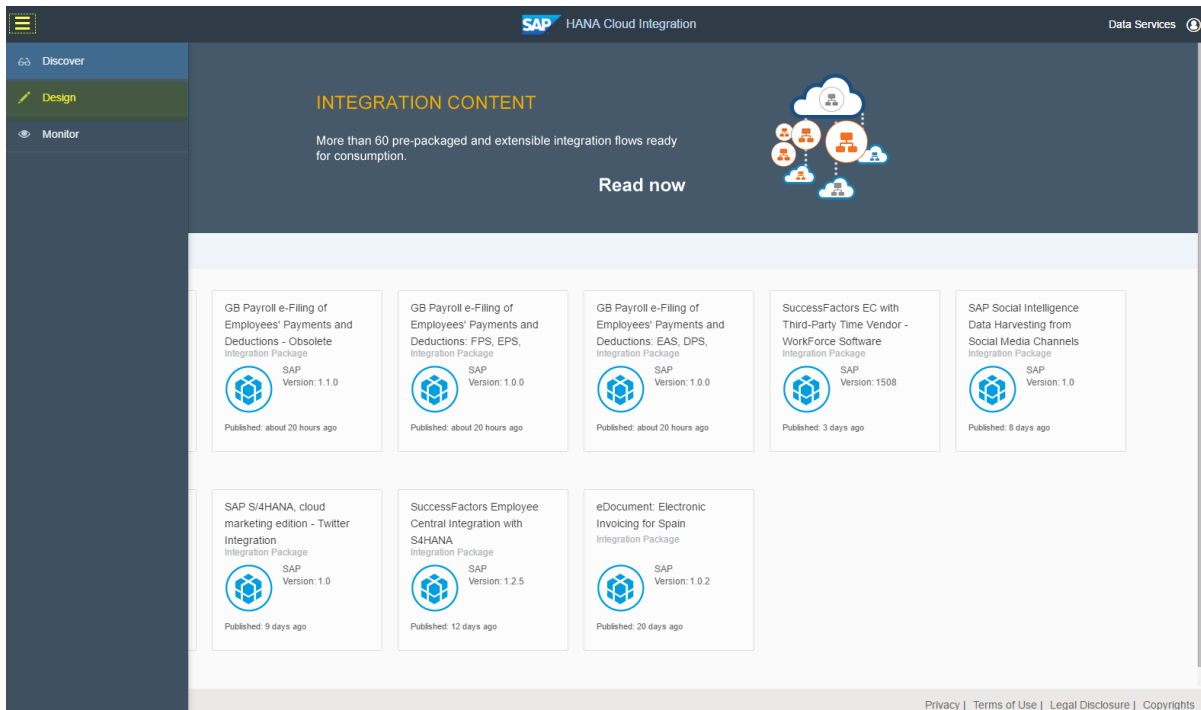 SAP HANA Cloud Integration
Data Services
Discover
Design
Monitor
INTEGRATION CONTENT
More than 60 pre-packaged and extensible integration flows ready
for consumption.
Read now
GB Payroll e-Filing of
Employees' Payments and
Deductions - Obsolete
Integration Package
SAP
Version: 1.1.0
Published: about 20 hours ago
GB Payroll e-Filing of
Employees' Payments and
Deductions: FPS, EPS,
Integration Package
SAP
Version: 1.0.0
Published: about 20 hours ago
GB Payroll e-Filing of
Employees' Payments and
Deductions: EAS, DPS,
Integration Package
SAP
Version: 1.0.0
Published: about 20 hours ago
SuccessFactors EC with
Third-Party Time Vendor -
WorkForce Software
Integration Package
SAP
Version: 1508
Published: 3 days ago
SAP Social Intelligence
Data Harvesting from
Social Media Channels
Integration Package
SAP
Version: 1.0
Published: 8 days ago
SAP S/4HANA, cloud
marketing edition - Twitter
Integration
Integration Package
SAP
Version: 1.0
Published: 9 days ago
SuccessFactors Employee
Central Integration with
S4HANA
Integration Package
SAP
Version: 1.2.5
Published: 12 days ago
eDocument: Electronic
Invoicing for Spain
Integration Package
SAP
Version: 1.0.2
Published: 20 days ago
Privacy | Terms of Use | Legal Disclosure | Copyrights